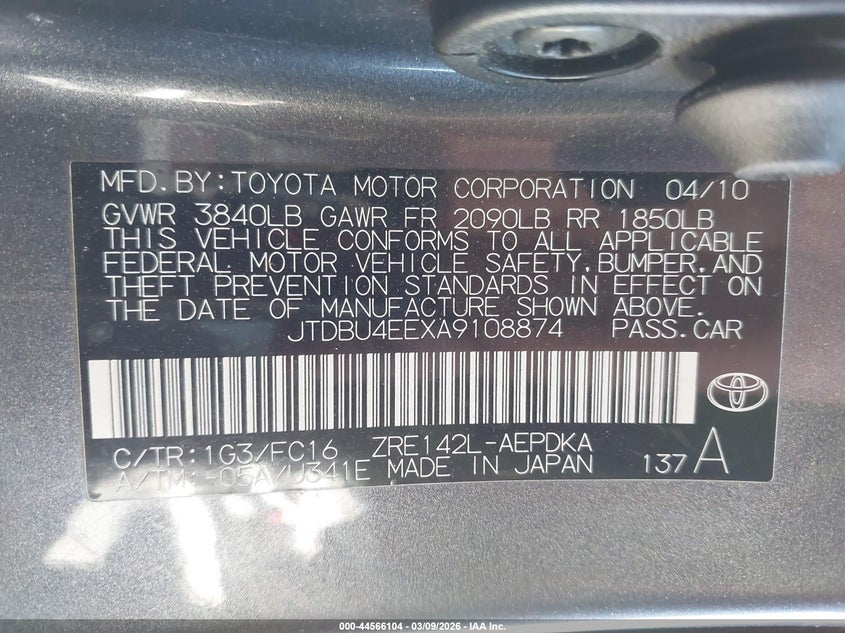 MFD.BY:TOYOTA MOTOR CORPORATION 04/10
GVWR 3840LB GAWR FR 2090LB RR 1850LB
THIS VEHICLE CONFORMS TO ALL APPLICABLE
FEDERAL MOTOR VEHICLE SAFETY,BUMPER,AND
THEFT PREVENTION STANDARDS IN EFFECT ON
THE DATE OF MANUFACTURE SHOWN ABOVE.
JTDBU4EEXA9108874 PASS.CAR
C/TR:1G3/FC16 ZRE142L-AEPDKA
A/TM:-05A/U341E MADE IN JAPAN 137A
000-44566104 - 03/09/2026 - IAA Inc.